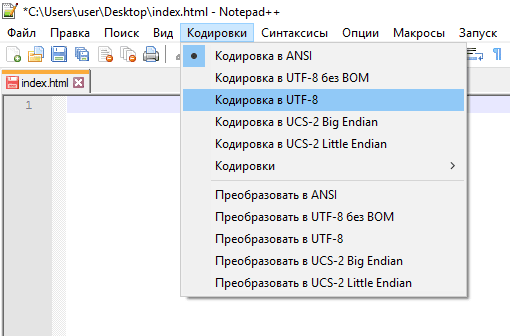 *C:\Users\user\Desktop\index.html - Notepad++
Файл Правка Поиск Вид Кодировки Синтаксисы Опции Макросы Запуск
index.html
1
Кодировка в ANSI
Кодировка в UTF-8 без BOM
Кодировка в UTF-8
Кодировка в UCS-2 Big Endian
Кодировка в UCS-2 Little Endian
Кодировки
Преобразовать в ANSI
Преобразовать в UTF-8 без BOM
Преобразовать в UTF-8
Преобразовать в UCS-2 Big Endian
Преобразовать в UCS-2 Little Endian